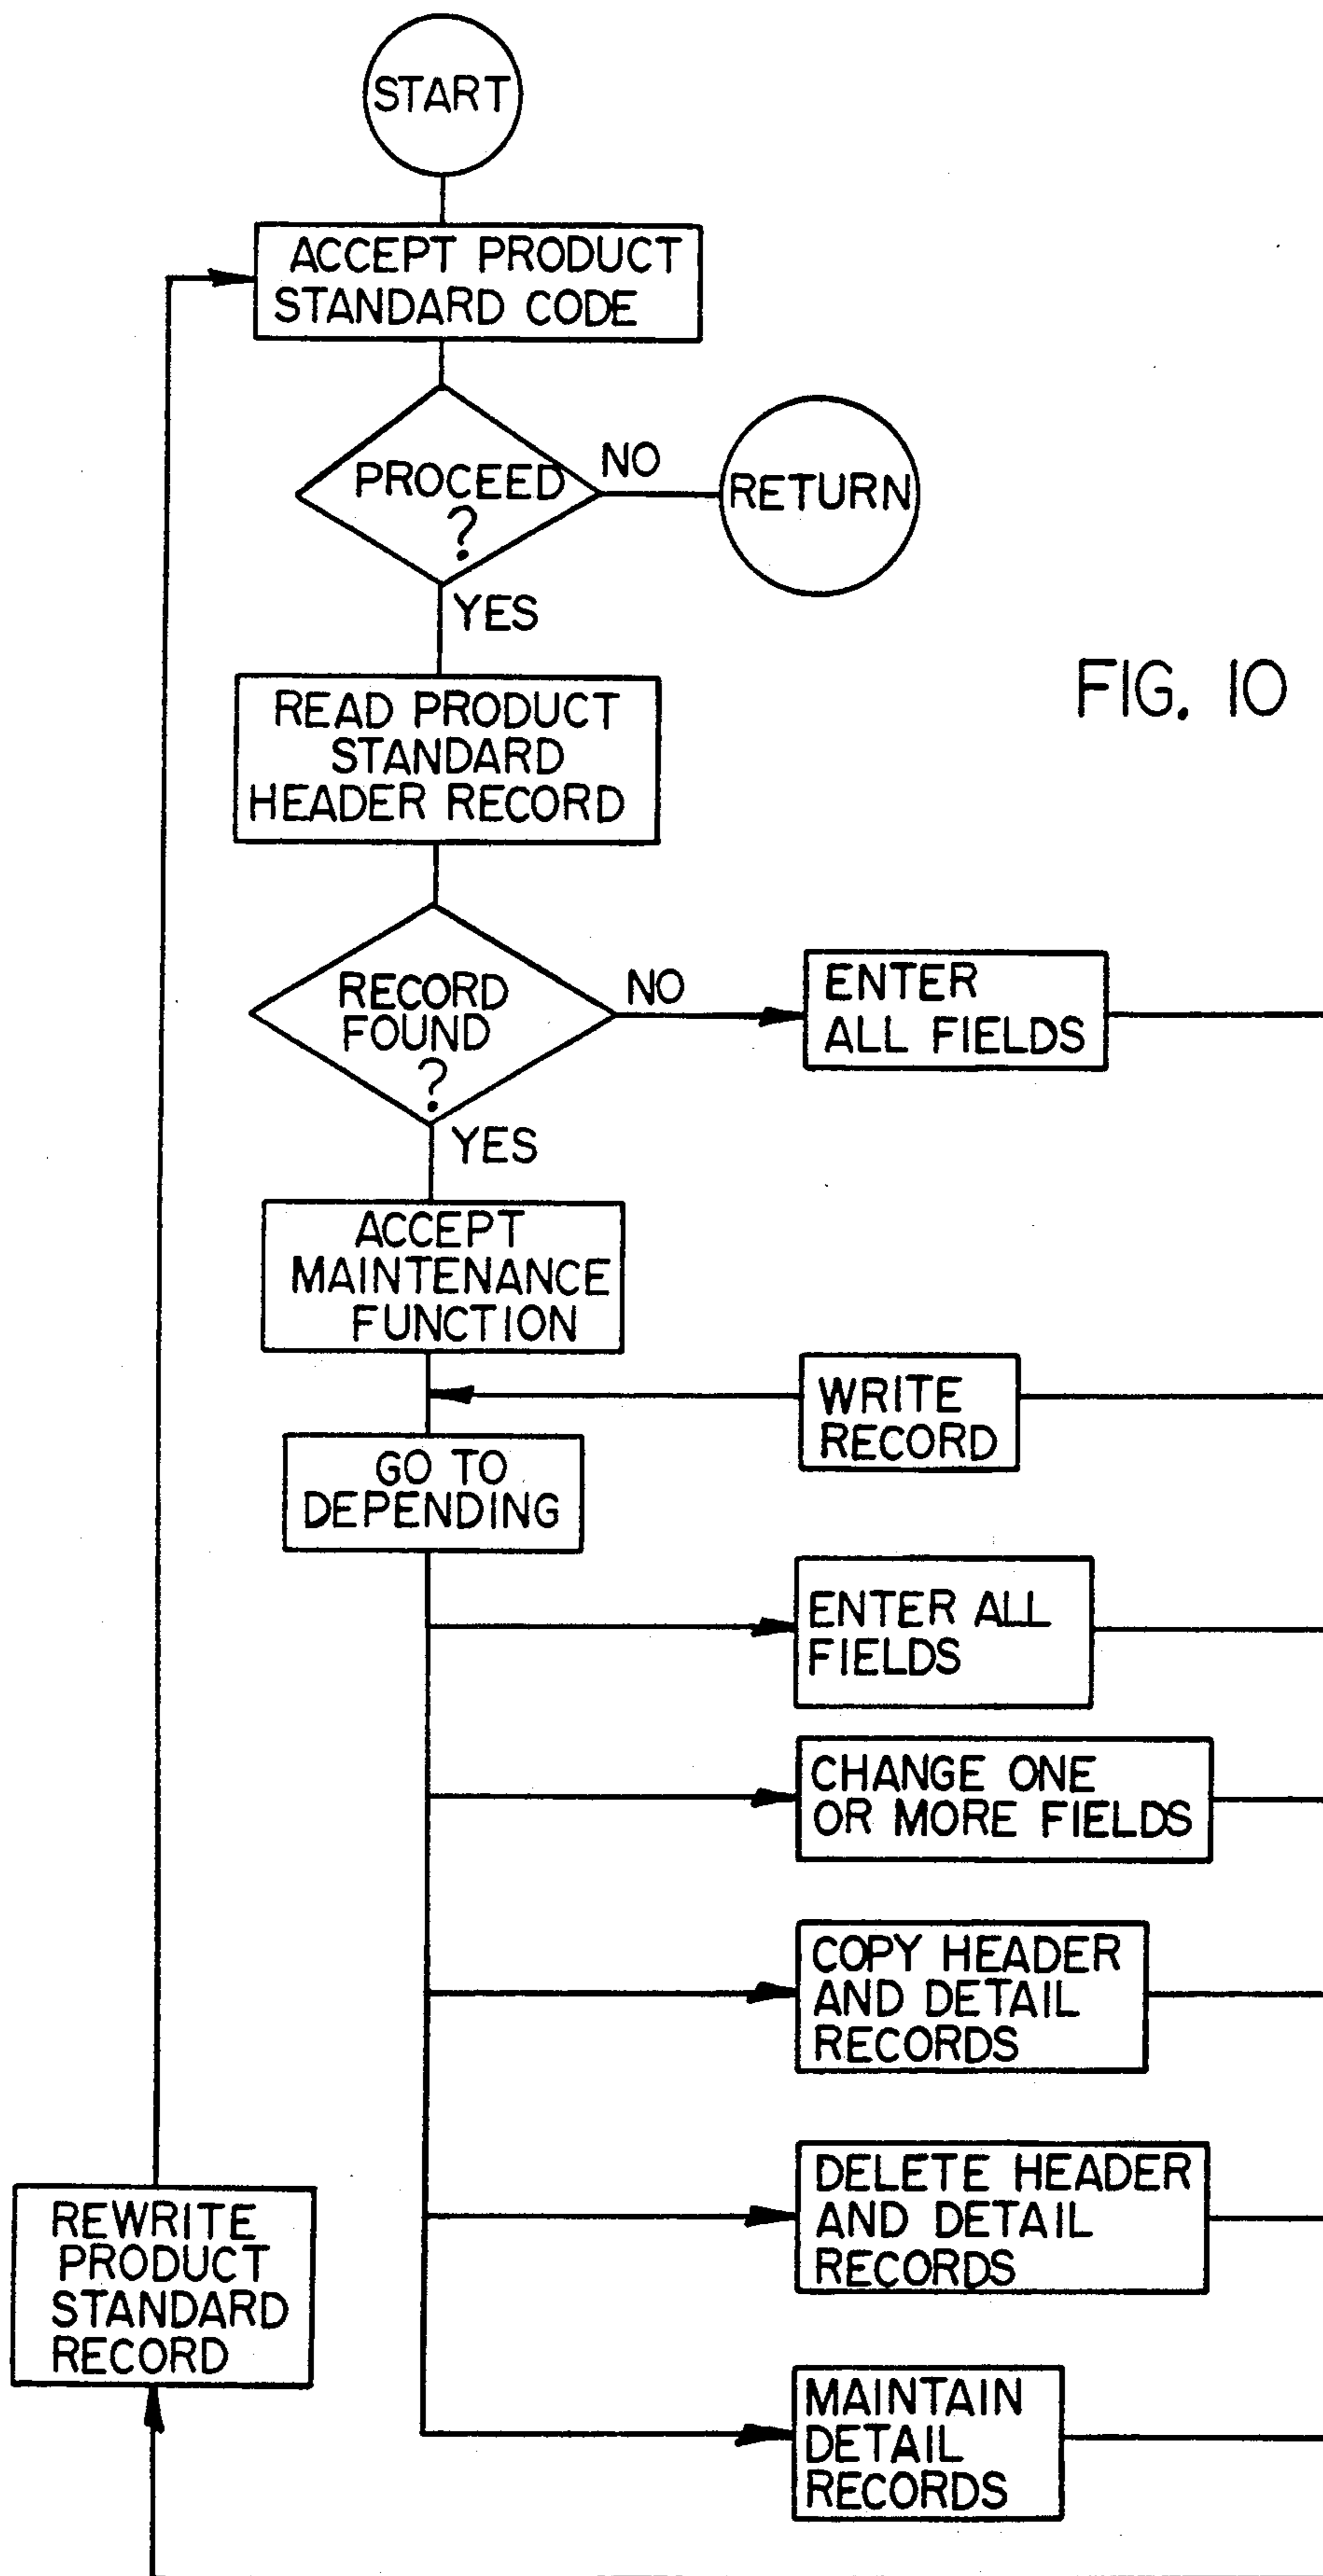 START
ACCEPT PRODUCT
STANDARD CODE
PROCEED
?
NO
RETURN
YES
READ PRODUCT
STANDARD
HEADER RECORD
FIG. 10
RECORD
FOUND
?
NO
ENTER
ALL FIELDS
YES
ACCEPT
MAINTENANCE
FUNCTION
WRITE
RECORD
GO TO
DEPENDING
ENTER ALL
FIELDS
CHANGE ONE
OR MORE FIELDS
COPY HEADER
AND DETAIL
RECORDS
DELETE HEADER
AND DETAIL
RECORDS
REWRITE
PRODUCT
STANDARD
RECORD
MAINTAIN
DETAIL
RECORDS